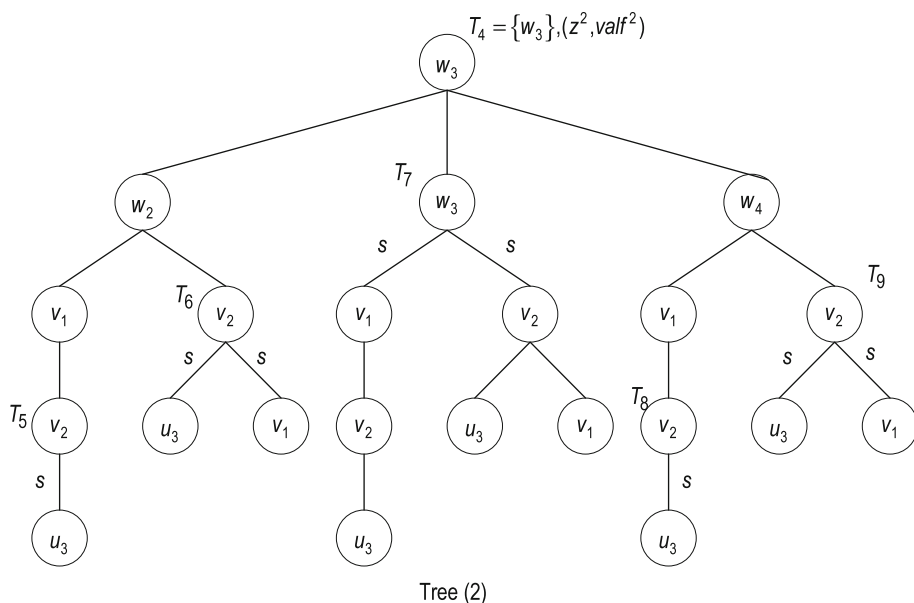 T₄ = {w₃},(z²,valf²)
w₃
T₇
w₂ w₃ w₄
s s
T₆ T₉
v₁ v₂ v₁ v₂ v₁ v₂
s s s s
T₅ T₈
v₂ u₃ v₁ v₂ u₃ v₁ v₂ u₃ v₁
s s
u₃ u₃ u₃
Tree (2)